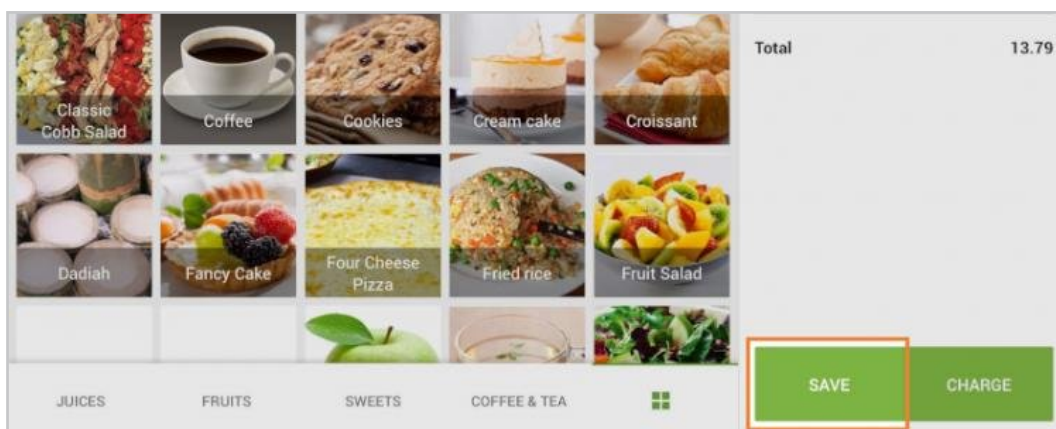 Total 13.79
Classic
Cobb Salad
Coffee
Cookies
Cream cake
Croissant
Dadiah
Fancy Cake
Four Cheese
Pizza
Fried rice
Fruit Salad
SAVE
CHARGE
JUICES
FRUITS
SWEETS
COFFEE & TEA